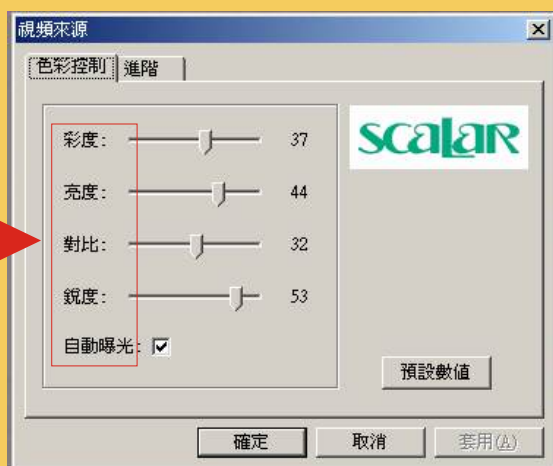 視頻來源
色彩控制 進階
彩度: 37
scalar
亮度: 44
對比: 32
銳度: 53
自動曝光:
預設數值
確定 取消 套用(A)